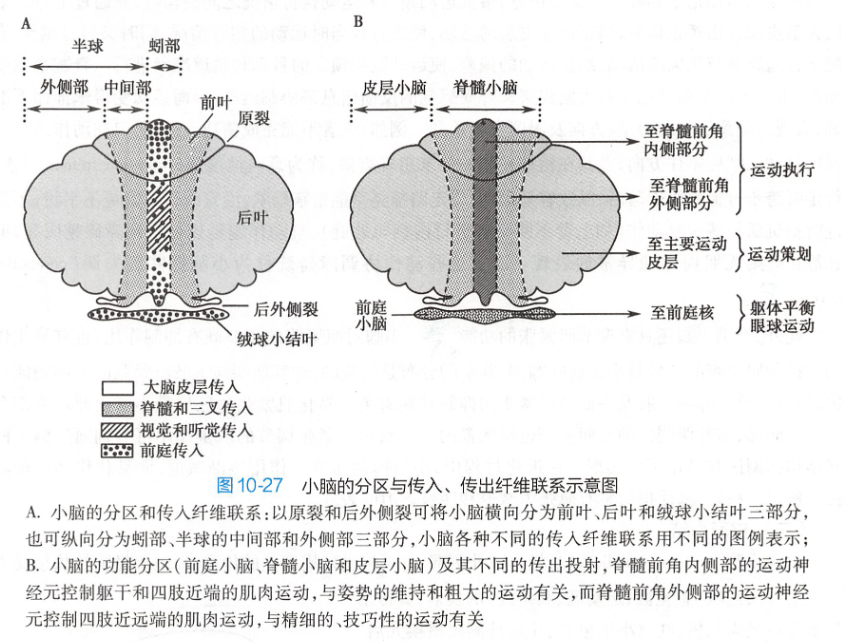 A
B
半球
蚓部
外侧部
中间部
前叶
原裂
后叶
后外侧裂
绒球小结叶
皮层小脑
脊髓小脑
至脊髓前角
内侧部分
至脊髓前角
外侧部分
运动执行
至主要运动
皮层
运动策划
前庭
小脑
至前庭核
躯体平衡
眼球运动
大脑皮层传入
脊髓和三叉传入
视觉和听觉传入
前庭传入
图10-27 小脑的分区与传入、传出纤维联系示意图
A. 小脑的分区和传入纤维联系:以原裂和后外侧裂可将小脑横向分为前叶、后叶和绒球小结叶三部分,
也可纵向分为蚓部、半球的中间部和外侧部三部分,小脑各种不同的传入纤维联系用不同的图例表示;
B. 小脑的功能分区(前庭小脑、脊髓小脑和皮层小脑)及其不同的传出投射,脊髓前角内侧部的运动神
经元控制躯干和四肢近端的肌肉运动,与姿势的维持和粗大的运动有关,而脊髓前角外侧部的运动神经
元控制四肢近远端的肌肉运动,与精细的、技巧性的运动有关